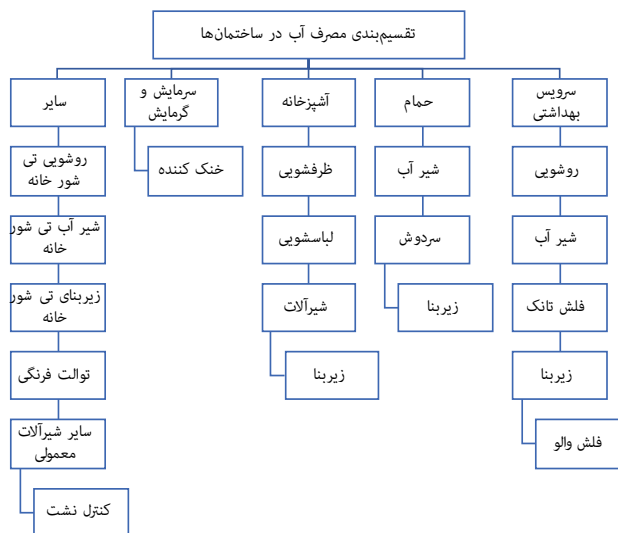 تقسیم‌بندی مصرف آب در ساختمان‌ها
سرویس
بهداشتی
روشویی
شیر آب
فلش تانک
زیربنا
فلش والو
حمام
شیر آب
سردوش
زیربنا
آشپزخانه
ظرفشویی
لباسشویی
شیرآلات
زیربنا
سرمایش و
گرمایش
خنک کننده
سایر
روشویی تی
شور خانه
شیر آب تی شور
خانه
زیربنای تی شور
خانه
توالت فرنگی
سایر شیرآلات
معمولی
کنترل نشت